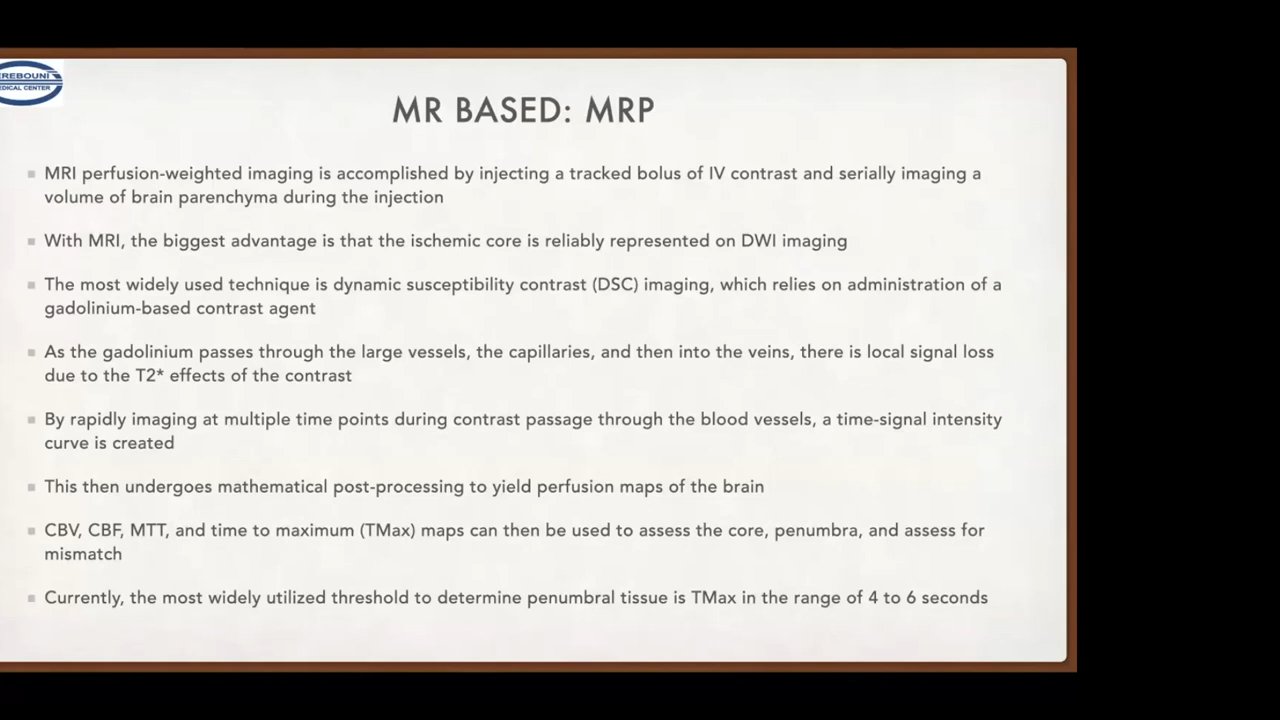 EREBOUNI
EDICAL CENTER
MR BASED: MRP
MRI perfusion-weighted imaging is accomplished by injecting a tracked bolus of IV contrast and serially imaging a
volume of brain parenchyma during the injection
With MRI, the biggest advantage is that the ischemic core is reliably represented on DWI imaging
The most widely used technique is dynamic susceptibility contrast (DSC) imaging, which relies on administration of a
gadolinium-based contrast agent
As the gadolinium passes through the large vessels, the capillaries, and then into the veins, there is local signal loss
due to the T2* effects of the contrast
By rapidly imaging at multiple time points during contrast passage through the blood vessels, a time-signal intensity
curve is created
This then undergoes mathematical post-processing to yield perfusion maps of the brain
CBV, CBF, MTT, and time to maximum (TMax) maps can then be used to assess the core, penumbra, and assess for
mismatch
Currently, the most widely utilized threshold to determine penumbral tissue is TMax in the range of 4 to 6 seconds